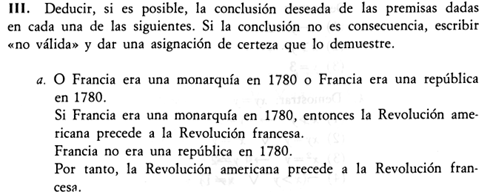 III. Deducir, si es posible, la conclusión deseada de las premisas dadas
en cada una de las siguientes. Si la conclusión no es consecuencia, escribir
«no válida» y dar una asignación de certeza que lo demuestre.
a. O Francia era una monarquía en 1780 o Francia era una república
en 1780.
Si Francia era una monarquía en 1780, entonces la Revolución ame-
ricana precede a la Revolución francesa.
Francia no era una república en 1780.
Por tanto, la Revolución americana precede a la Revolución fran-
cesa.